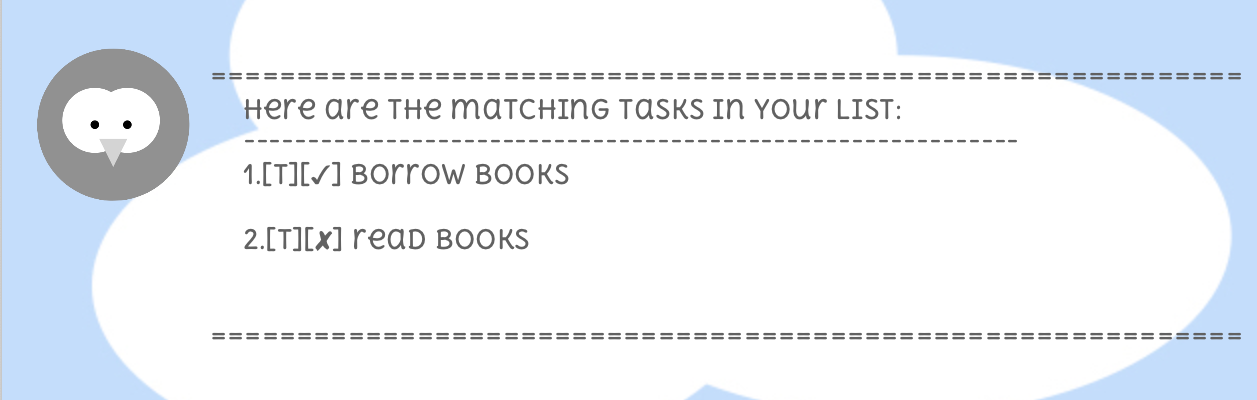 ============================================================
Here are the matching tasks in your list:
------------------------------------------------------------
1.[T][✓] borrow books
2.[T][✘] read books
============================================================